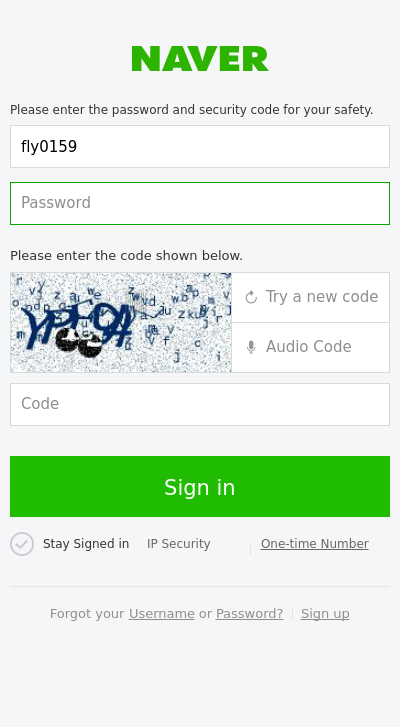 NAVER
Please enter the password and security code for your safety.
fly0159
Password
Please enter the code shown below.
Try a new code
Audio Code
Code
Sign in
Stay Signed in IP Security One-time Number
Forgot your Username or Password? Sign up